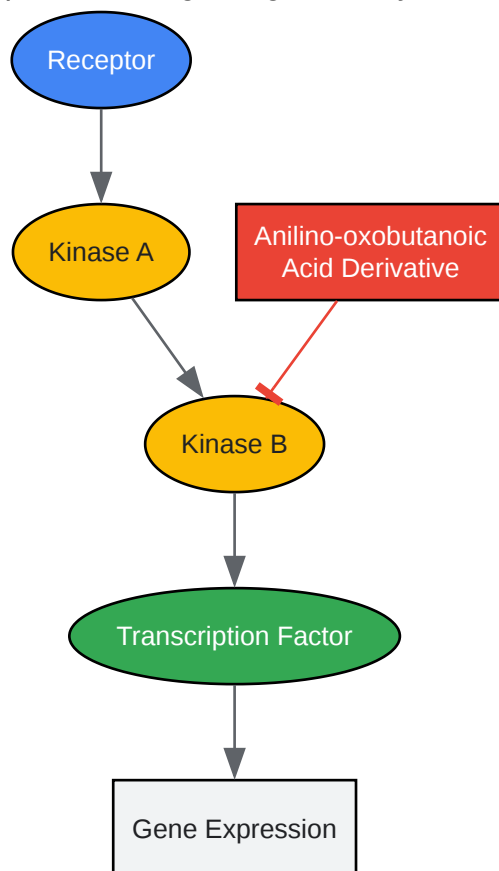 Receptor
Kinase A
Anilino-oxobutanoic
Acid Derivative
Kinase B
Transcription Factor
Gene Expression